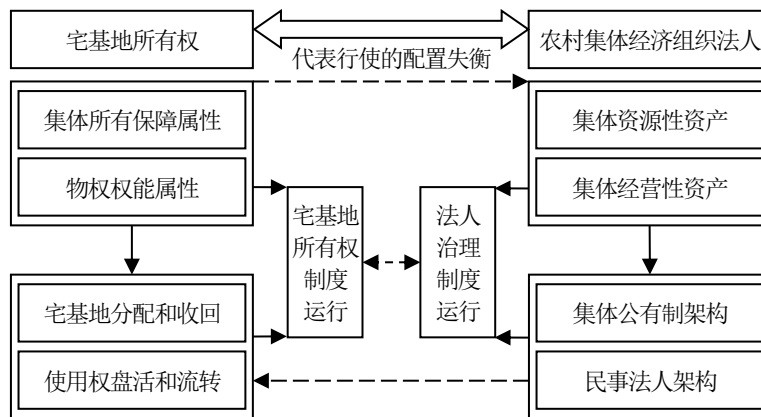 宅基地所有权
农村集体经济组织法人
代表行使的配置失衡
集体所有保障属性
物权权能属性
集体资源性资产
集体经营性资产
宅基地
所有权
制度
运行
法人
治理
制度
运行
宅基地分配和收回
使用权盘活和流转
集体公有制架构
民事法人架构